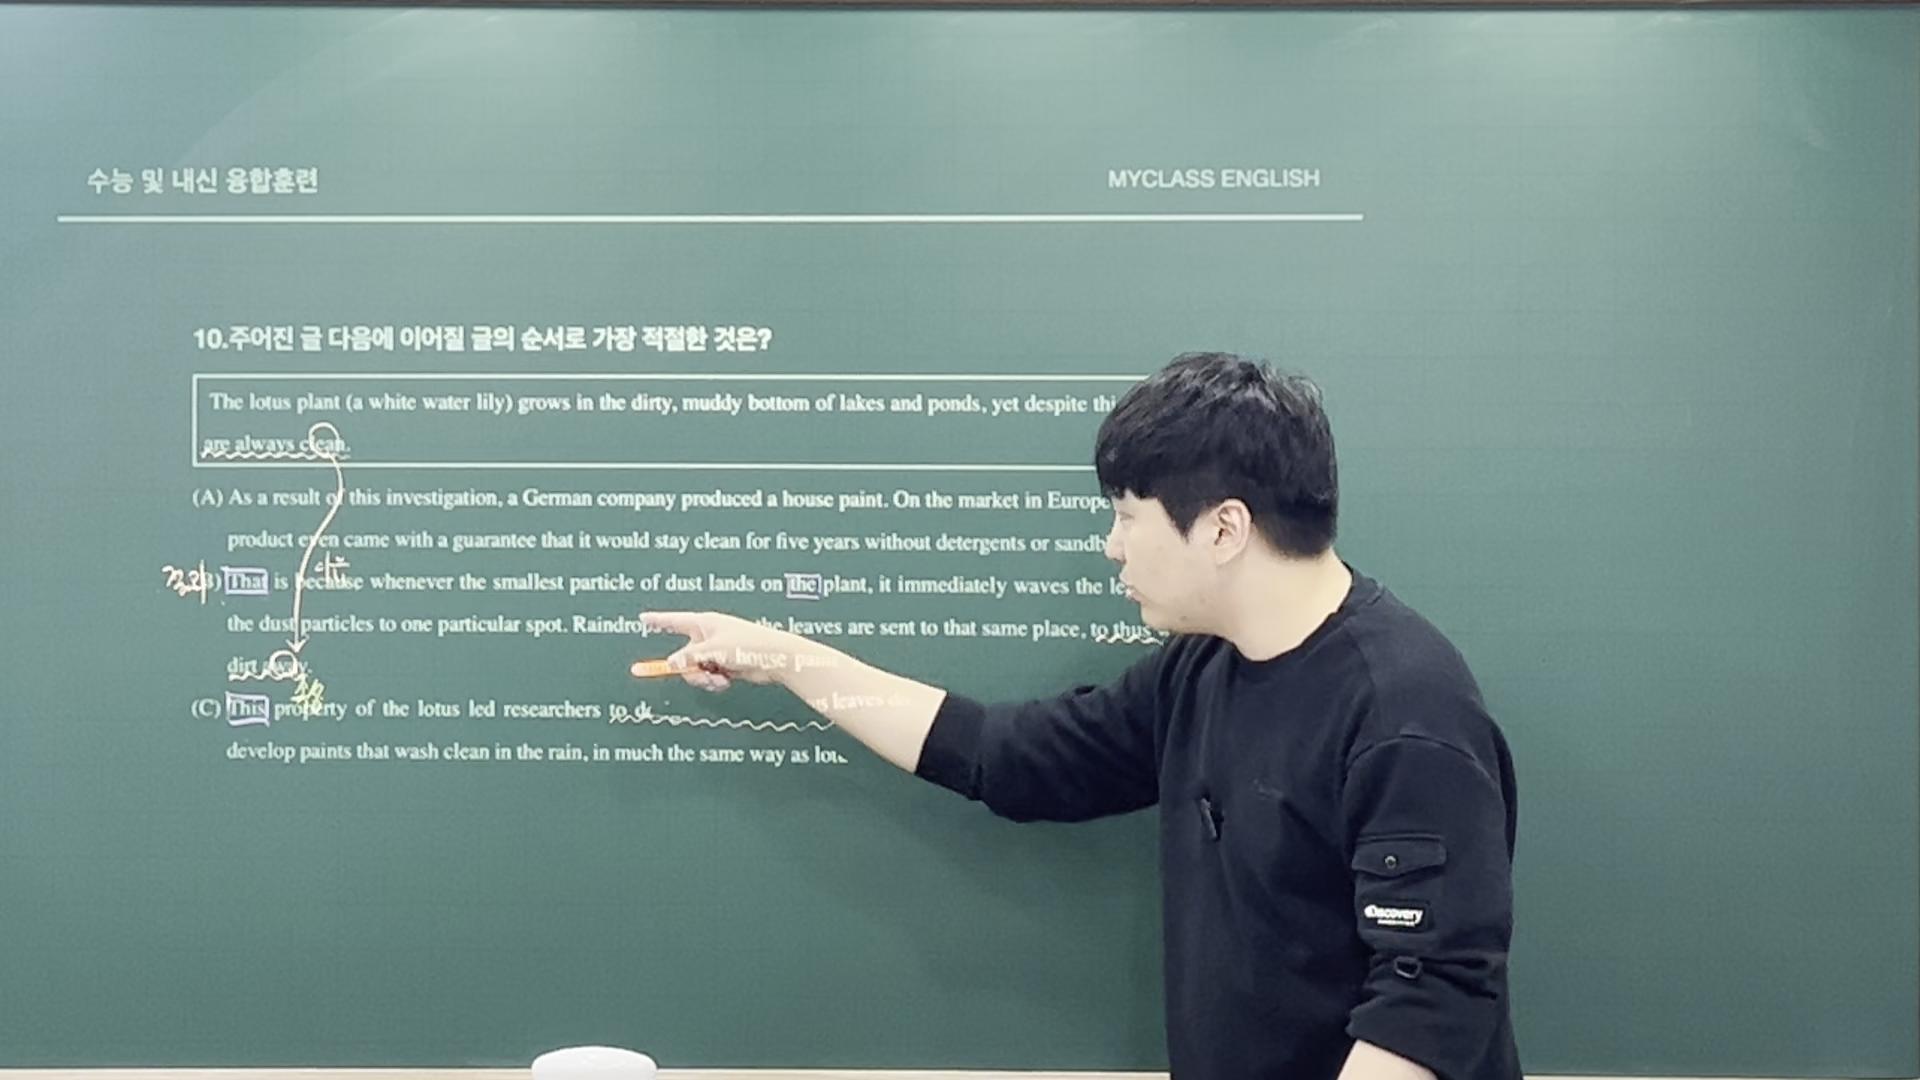 수능 및 내신 융합훈련
MYCLASS ENGLISH
10.주어진 글 다음에 이어질 글의 순서로 가장 적절한 것은?
The lotus plant (a white water lily) grows in the dirty, muddy bottom of lakes and ponds, yet despite
are always clean.
(A) As a result of this investigation, a German company produced a house paint. On the market in Europe
product even came with a guarantee that it would stay clean for five years without detergents or
That is because whenever the smallest particle of dust lands on the plant, it immediately waves the
the dust particles to one particular spot. Raindrops the leaves are sent to that same place, to thus
dirt away.
(C) This property of the lotus led researchers to house
leaves
develop paints that wash clean in the rain, in much the same way as
Discovery